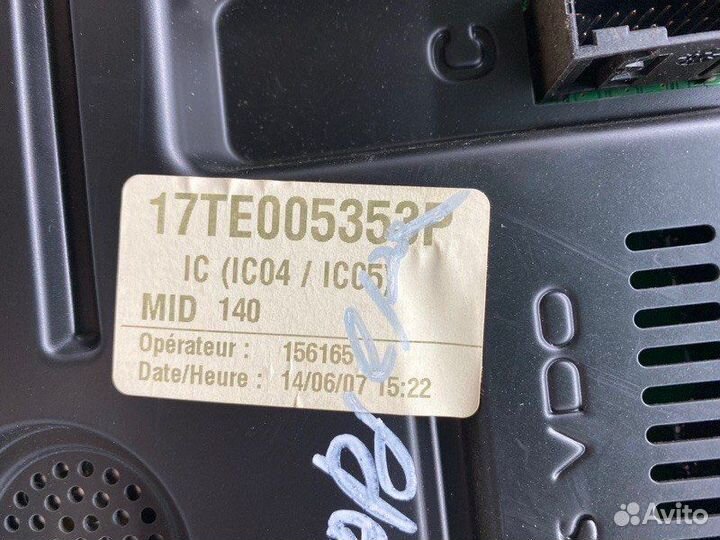 C
17TE005353P
IC (IC04 / IC05)
MID 140
Opérateur : 156165
Date/Heure : 14/06/07 15:22
S VDO
Avito